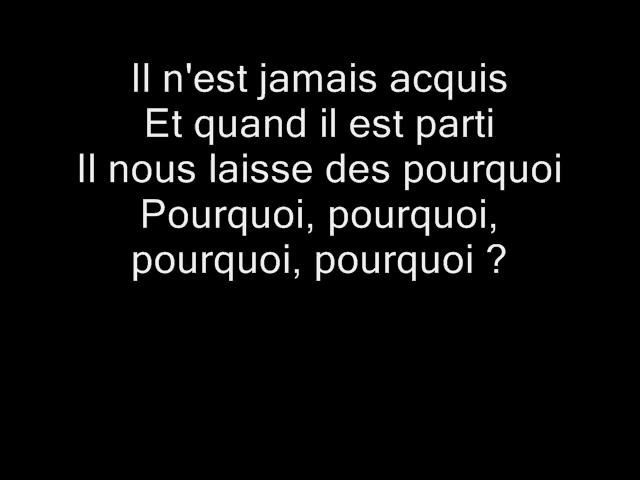 Il n'est jamais acquis
Et quand il est parti
Il nous laisse des pourquoi
Pourquoi, pourquoi,
pourquoi, pourquoi ?